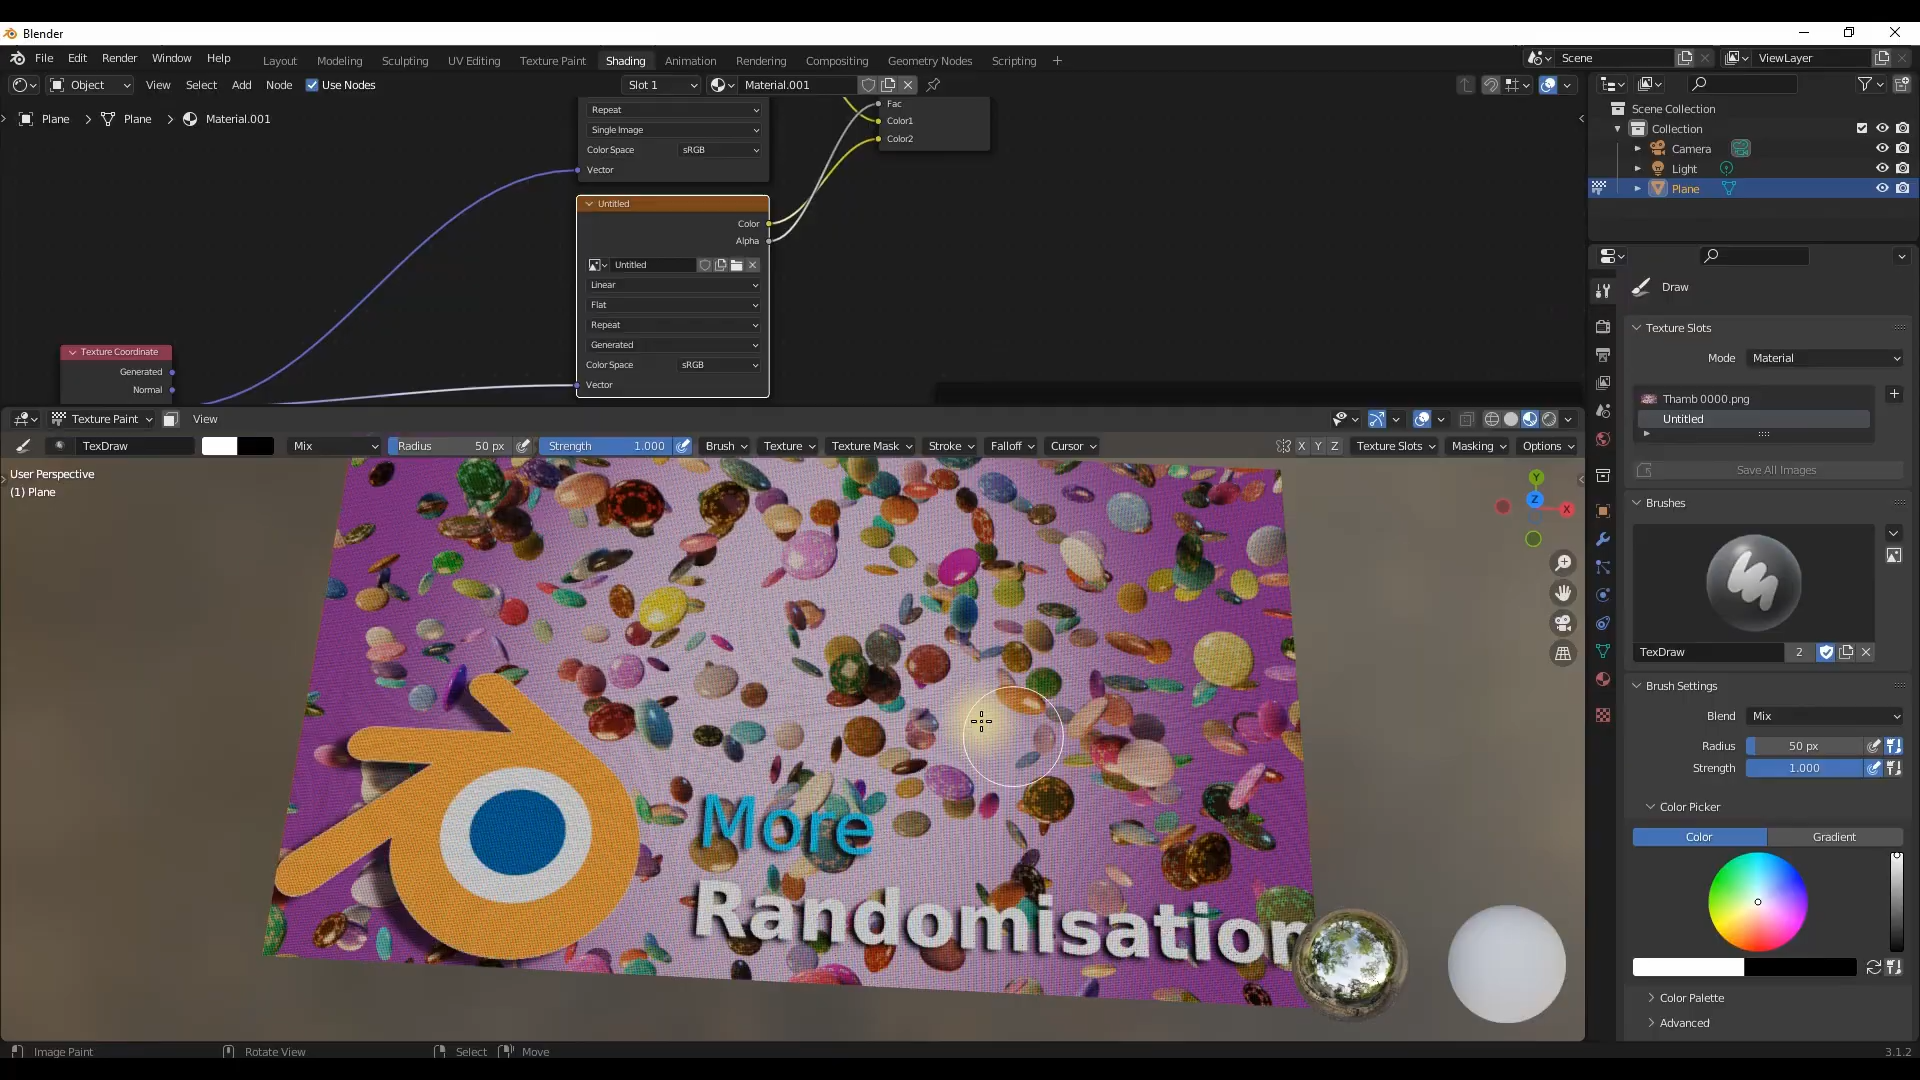 Blender
File Edit Render Window Help Layout Modeling Sculpting UV Editing Texture Paint Shading Animation Rendering Compositing Geometry Nodes Scripting + Scene ViewLayer
Object View Select Add Node Use Nodes Slot 1 Material.001
Plane > Plane > Material.001
Repeat
Single Image
Color Space sRGB
Vector
Fac
Color1
Color2
Untitled
Color
Alpha
Untitled
Linear
Flat
Repeat
Generated
Color Space sRGB
Vector
Texture Coordinate
Generated
Normal
Scene Collection
Collection
Camera
Light
Plane
Draw
Texture Slots
Mode Material
Thamb 0000.png
Untitled
Save All Images
Brushes
TexDraw 2
Brush Settings
Blend Mix
Radius 50 px
Strength 1.000
Color Picker
Color Gradient
Color Palette
Advanced
Texture Paint View
TexDraw Mix Radius 50 px Strength 1.000 Brush Texture Texture Mask Stroke Falloff Cursor X Y Z Texture Slots Masking Options
User Perspective
(1) Plane
Y
Z
X
More
Randomisation
Image Paint Rotate View Select Move 3.1.2